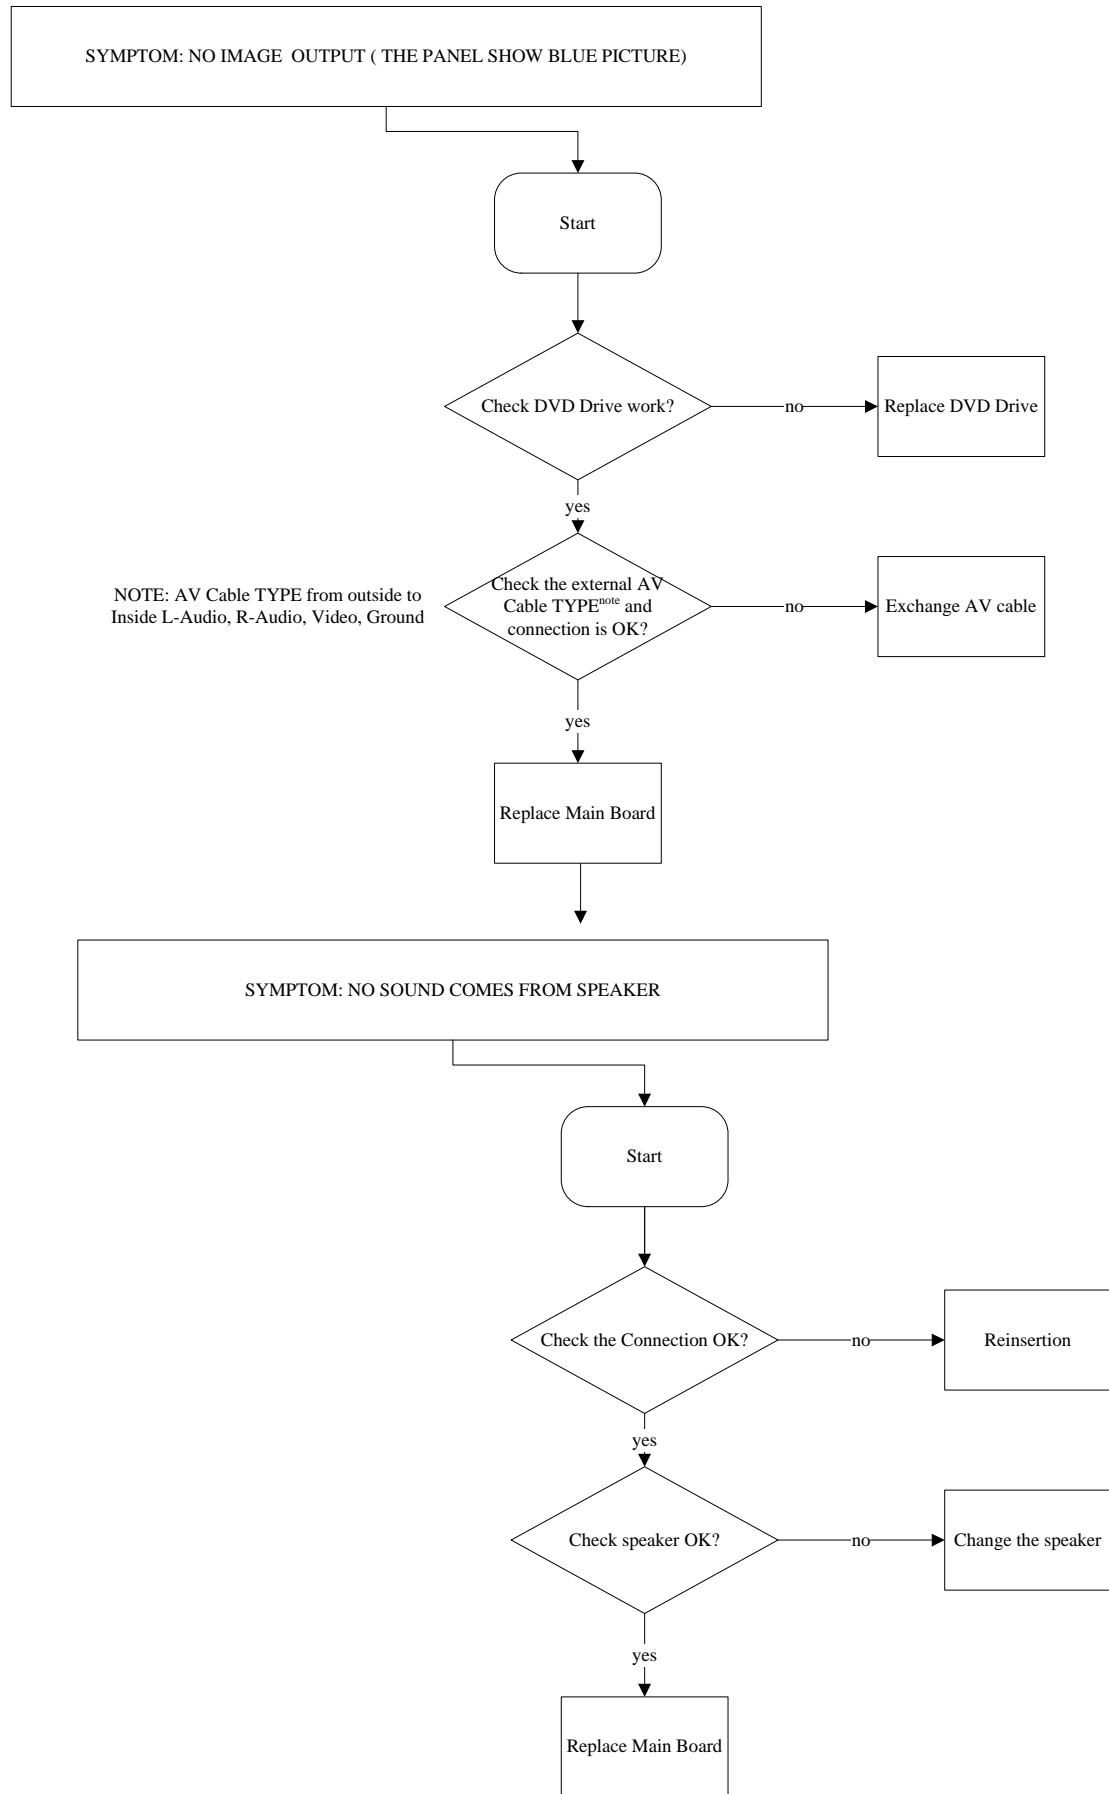 SYMPTOM: NO IMAGE  OUTPUT ( THE PANEL SHOW BLUE PICTURE)
Start
Check DVD Drive work?
no
Replace DVD Drive
yes
NOTE: AV Cable TYPE from outside to
Inside L-Audio, R-Audio, Video, Ground
Check the external AV
Cable TYPEnote and
connection is OK?
no
Exchange AV cable
yes
Replace Main Board
SYMPTOM: NO SOUND COMES FROM SPEAKER
Start
Check the Connection OK?
no
Reinsertion
yes
Check speaker OK?
no
Change the speaker
yes
Replace Main Board